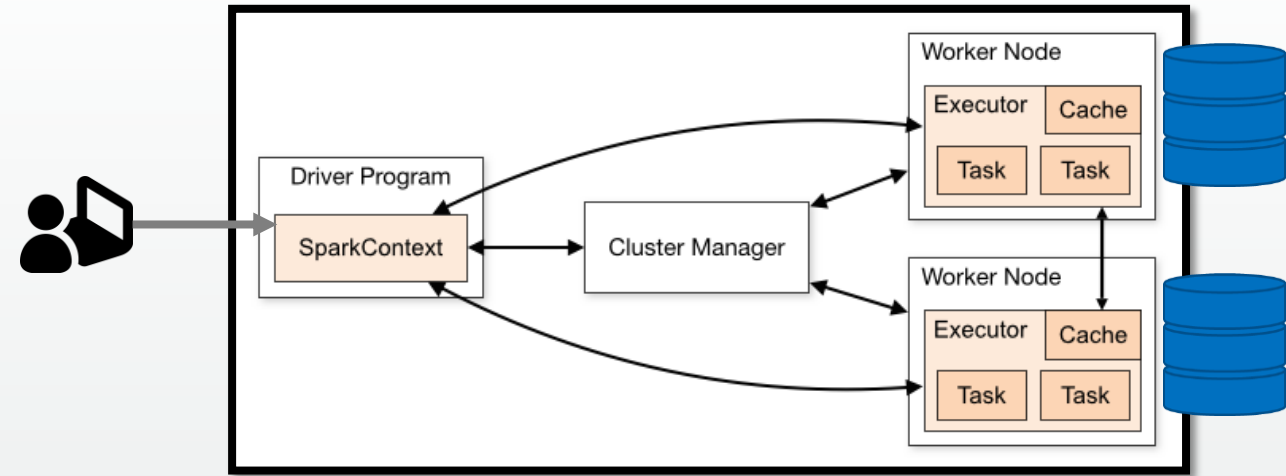 Driver Program
SparkContext
Cluster Manager
Worker Node
Executor
Cache
Task
Task
Worker Node
Executor
Cache
Task
Task